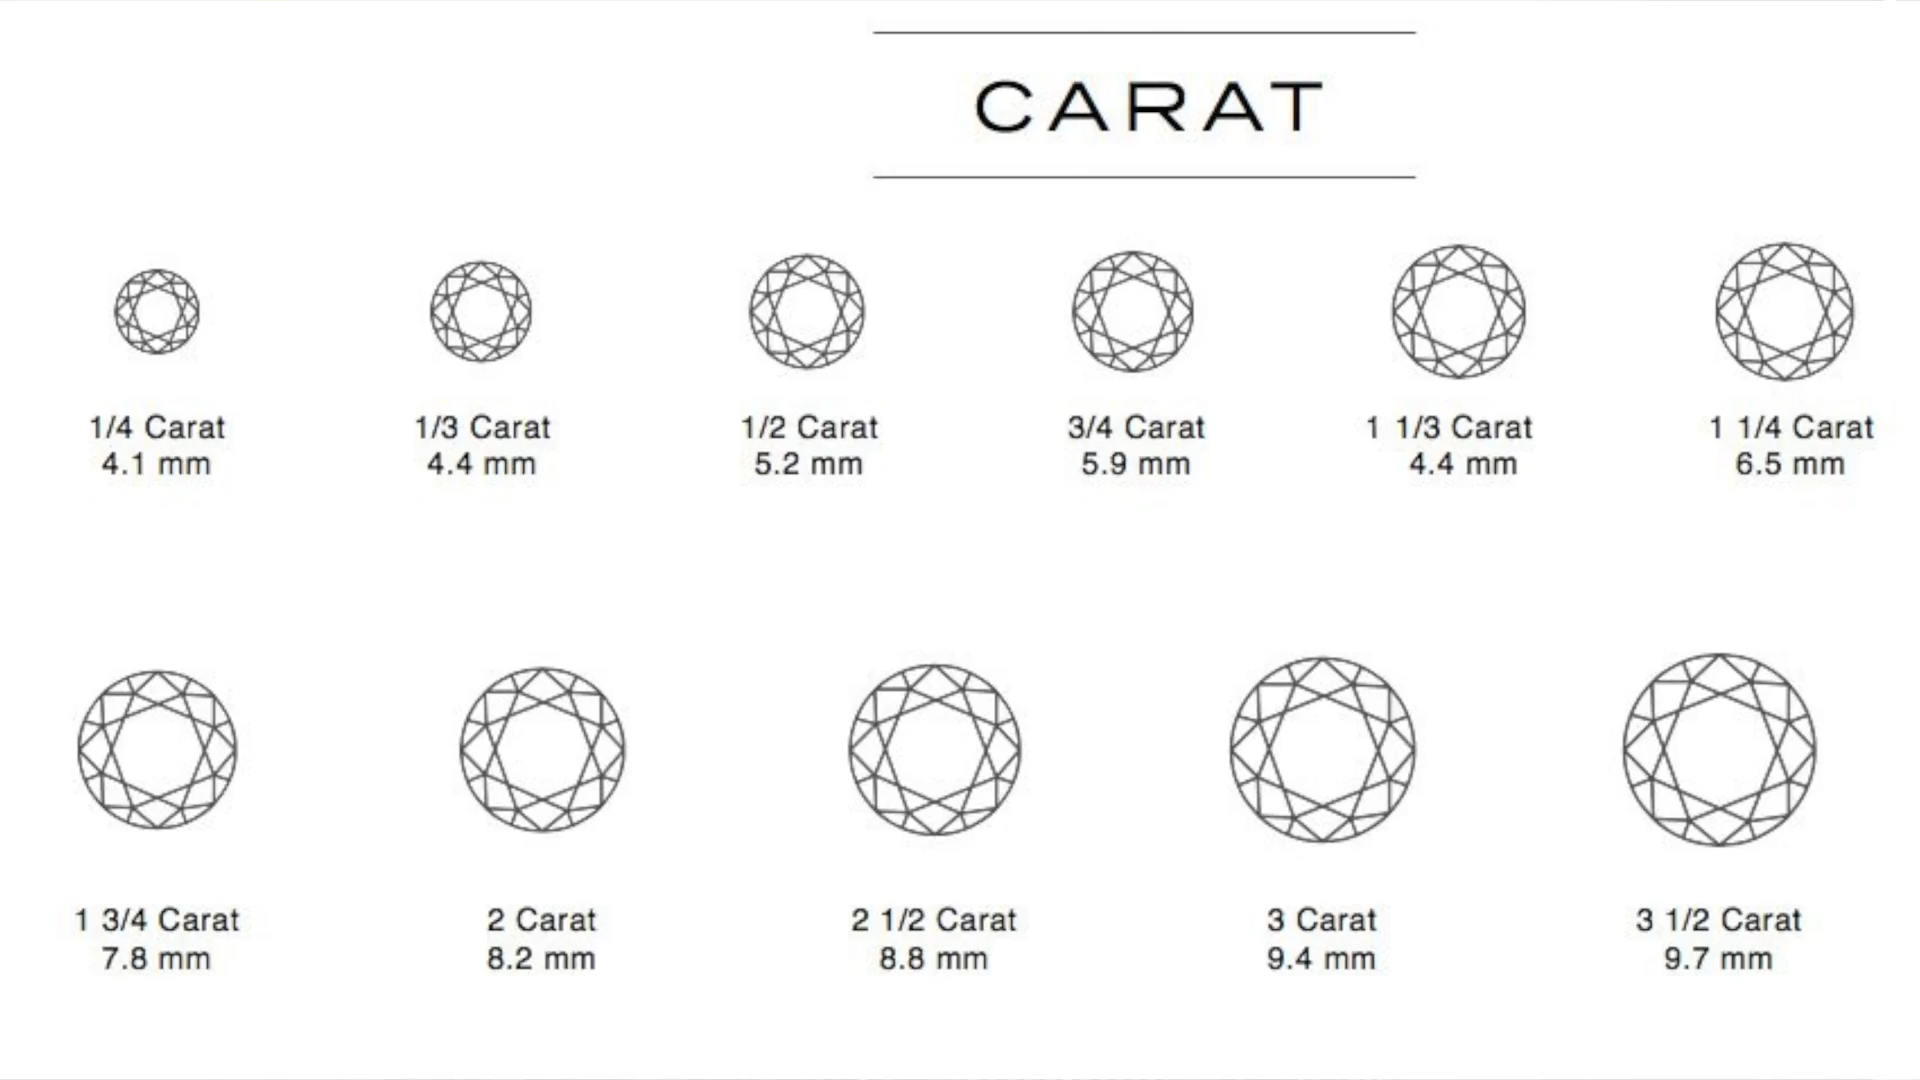 CARAT
1/4 Carat
4.1 mm
1/3 Carat
4.4 mm
1/2 Carat
5.2 mm
3/4 Carat
5.9 mm
1 1/3 Carat
4.4 mm
1 1/4 Carat
6.5 mm
1 3/4 Carat
7.8 mm
2 Carat
8.2 mm
2 1/2 Carat
8.8 mm
3 Carat
9.4 mm
3 1/2 Carat
9.7 mm